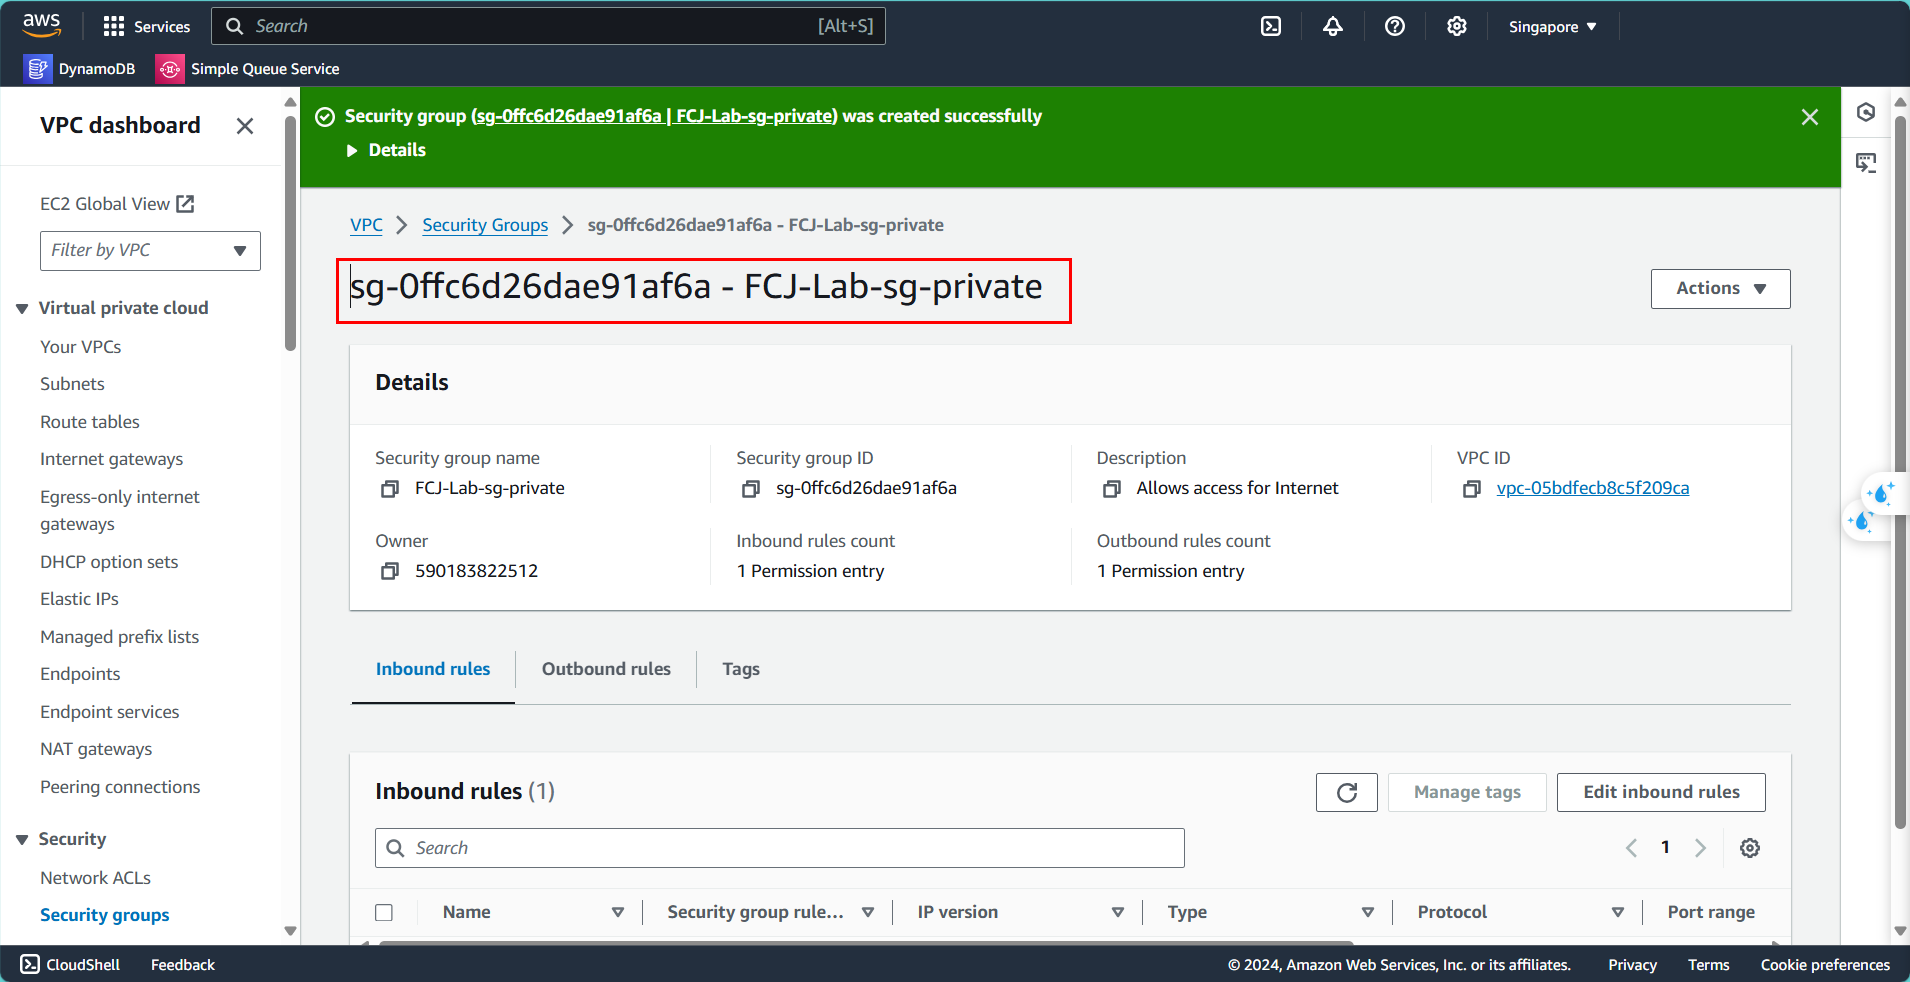 aws
Services
Search
[Alt+S]
Singapore
DynamoDB
Simple Queue Service
VPC dashboard
EC2 Global View
Filter by VPC
Virtual private cloud
Your VPCs
Subnets
Route tables
Internet gateways
Egress-only internet
gateways
DHCP option sets
Elastic IPs
Managed prefix lists
Endpoints
Endpoint services
NAT gateways
Peering connections
Security
Network ACLs
Security groups
Security group (sg-0ffc6d26dae91af6a | FCJ-Lab-sg-private) was created successfully
Details
VPC
Security Groups
sg-0ffc6d26dae91af6a - FCJ-Lab-sg-private
sg-0ffc6d26dae91af6a - FCJ-Lab-sg-private
Actions
Details
Security group name
FCJ-Lab-sg-private
Security group ID
sg-0ffc6d26dae91af6a
Description
Allows access for Internet
VPC ID
vpc-05bdfecb8c5f209ca
Owner
590183822512
Inbound rules count
1 Permission entry
Outbound rules count
1 Permission entry
Inbound rules
Outbound rules
Tags
Inbound rules (1)
Manage tags
Edit inbound rules
Search
1
Name
Security group rule...
IP version
Type
Protocol
Port range
CloudShell
Feedback
© 2024, Amazon Web Services, Inc. or its affiliates.
Privacy
Terms
Cookie preferences